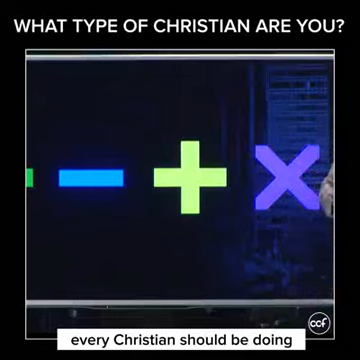 WHAT TYPE OF CHRISTIAN ARE YOU?
÷ − + ×
ccf
every Christian should be doing